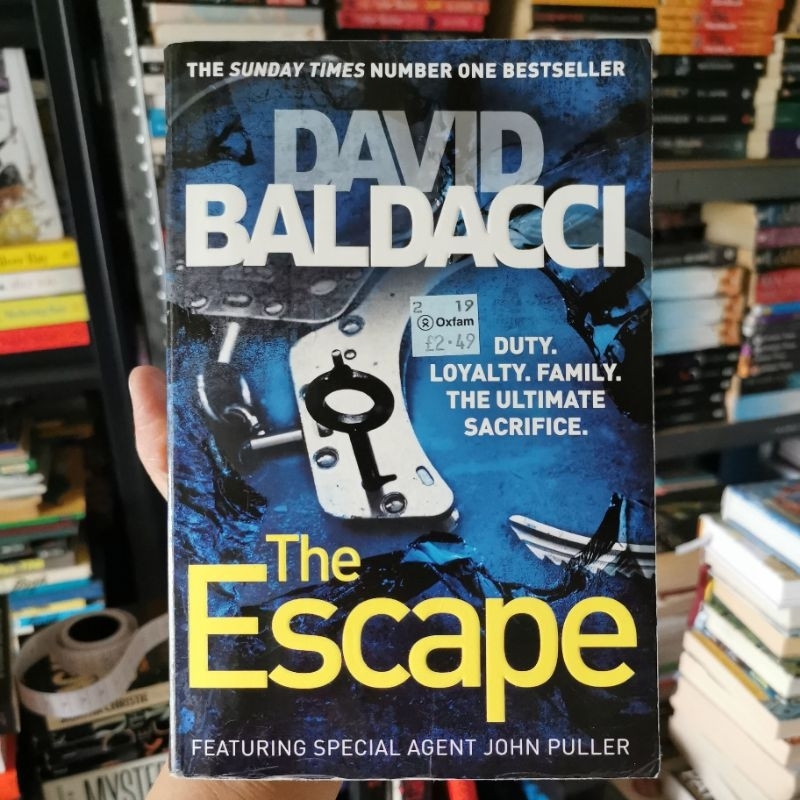 THE SUNDAY TIMES NUMBER ONE BESTSELLER
DAVID
BALDACCI
2 19
Oxfam
£2·49
DUTY.
LOYALTY. FAMILY.
THE ULTIMATE
SACRIFICE.
The
Escape
FEATURING SPECIAL AGENT JOHN PULLER
MYSTE